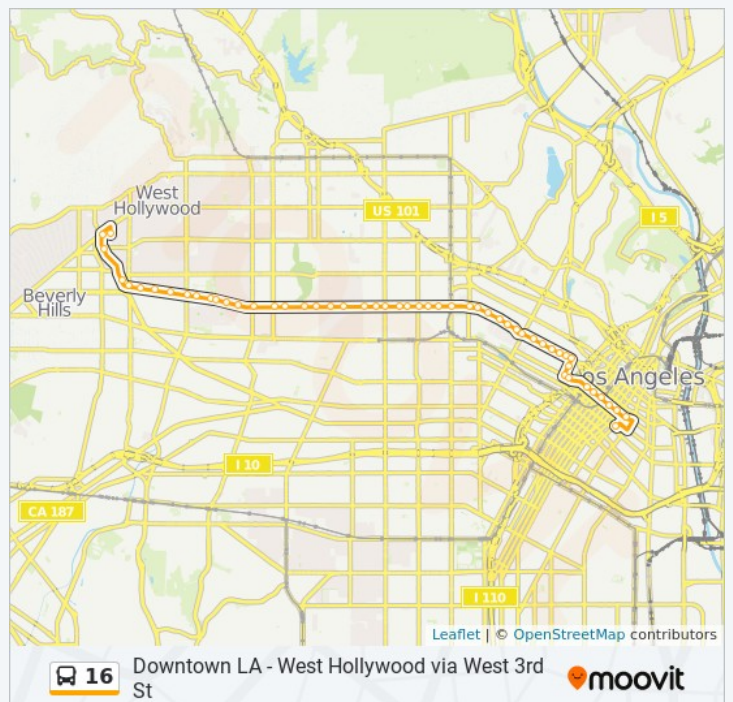 West
Hollywood
US 101
I 5
Beverly
Hills
Los Angeles
I 10
CA 187
I 110
Leaflet | © OpenStreetMap contributors
16
Downtown LA - West Hollywood via West 3rd
St
moovit